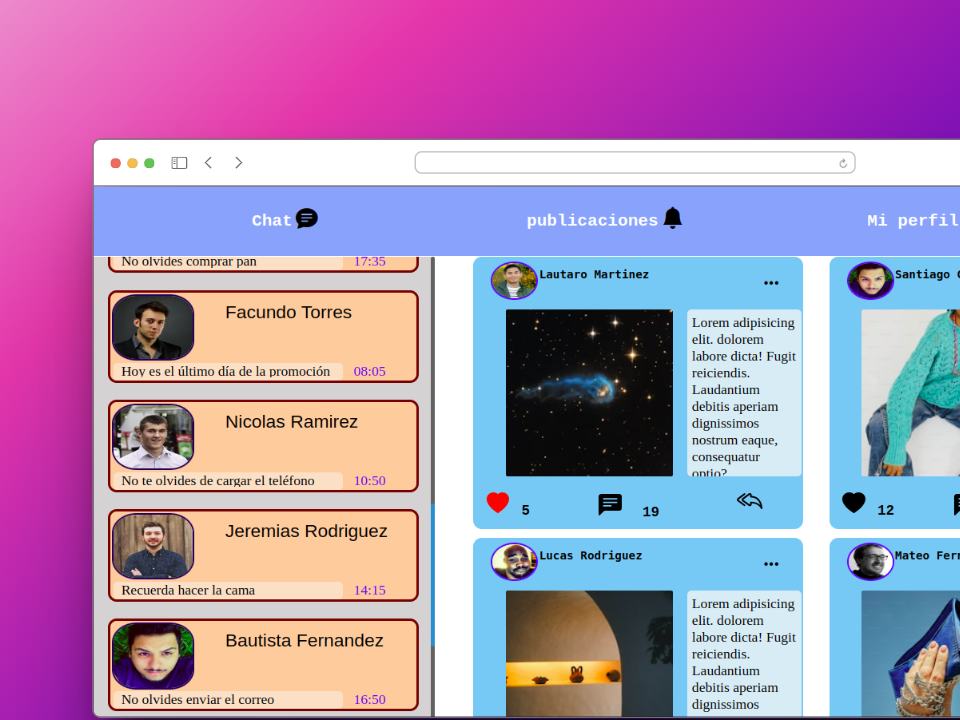 Chat
publicaciones
Mi perfil
No olvides comprar pan 17:35
Facundo Torres
Hoy es el último día de la promoción 08:05
Nicolas Ramirez
No te olvides de cargar el teléfono 10:50
Jeremias Rodriguez
Recuerda hacer la cama 14:15
Bautista Fernandez
No olvides enviar el correo 16:50
Lautaro Martinez
Lorem adipisicing
elit. dolorem
labore dicta! Fugit
reiciendis.
Laudantium
debitis aperiam
dignissimos
nostrum eaque,
consequatur
optio?
5
19
Santiago
12
Lucas Rodriguez
Lorem adipisicing
elit. dolorem
labore dicta! Fugit
reiciendis.
Laudantium
debitis aperiam
dignissimos
Mateo Fer